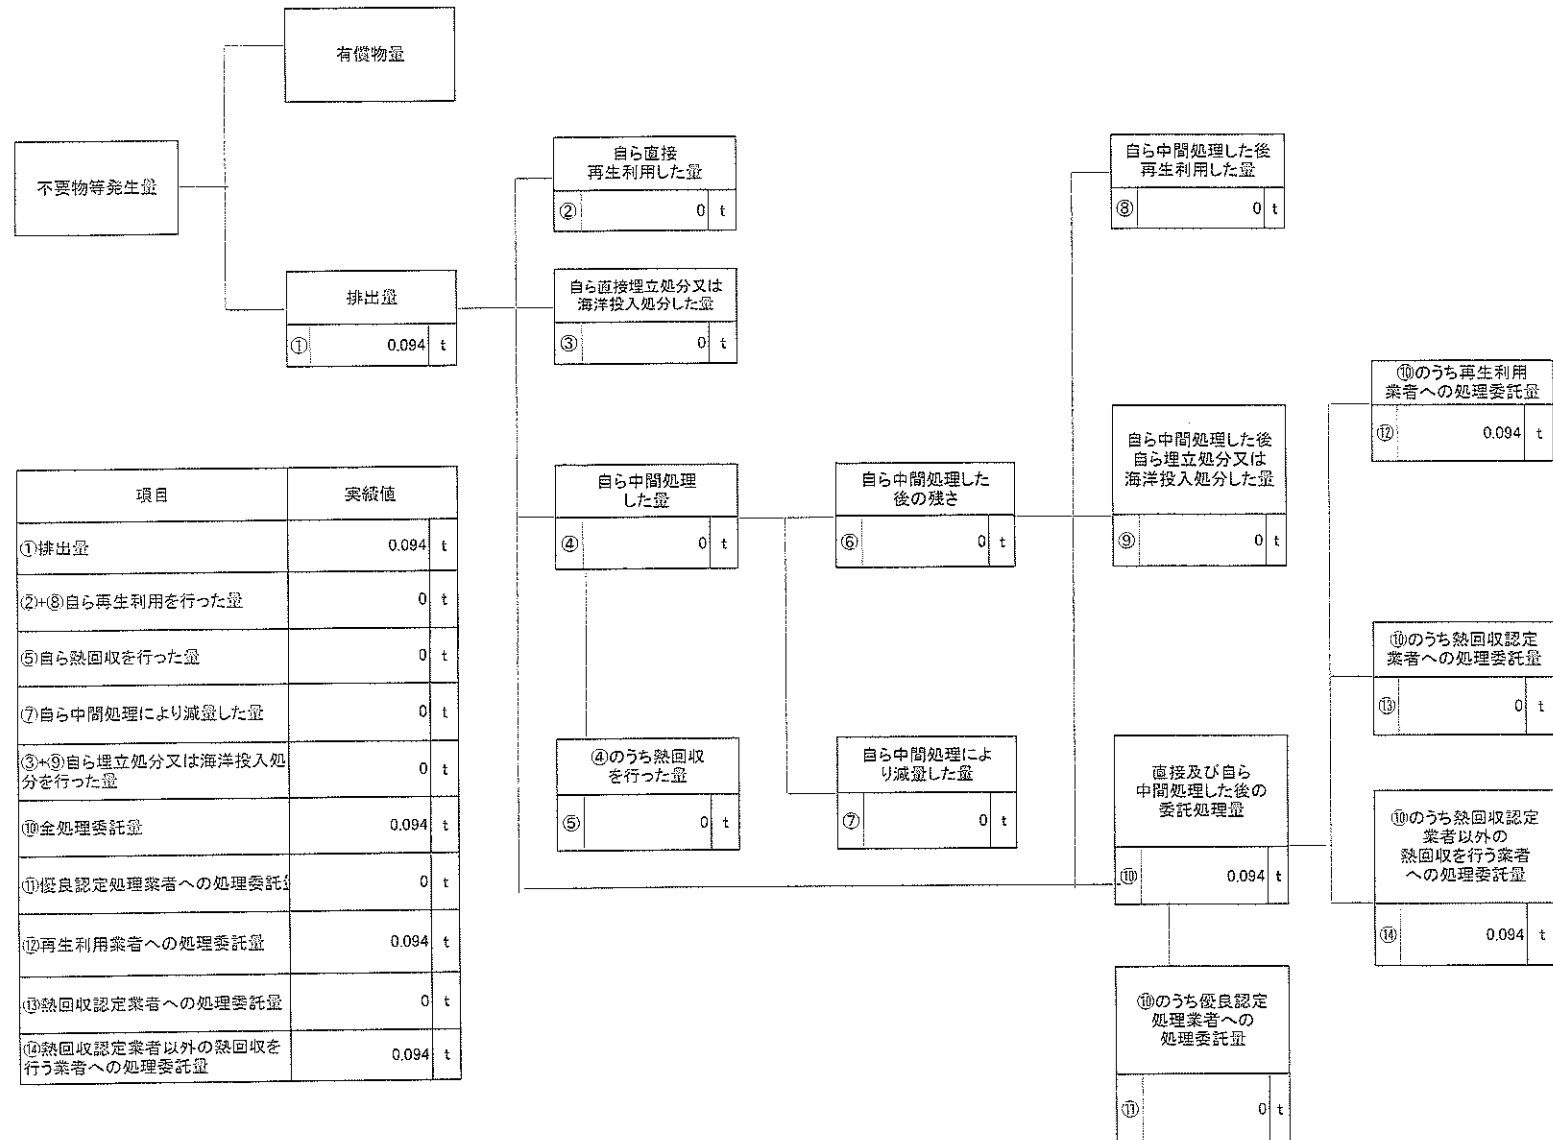 有償物量
不要物等発生量
排出量
① 0.094 t
自ら直接
再生利用した量
② 0 t
自ら直接埋立処分又は
海洋投入処分した量
③ 0 t
自ら中間処理
した量
④ 0 t
④のうち熱回収
を行った量
⑤ 0 t
自ら中間処理した
後の残さ
⑥ 0 t
自ら中間処理によ
り減量した量
⑦ 0 t
自ら中間処理した後
再生利用した量
⑧ 0 t
自ら中間処理した後
自ら埋立処分又は
海洋投入処分した量
⑨ 0 t
直接及び自ら
中間処理した後の
委託処理量
⑩ 0.094 t
⑩のうち優良認定
処理業者への
処理委託量
⑪ 0 t
⑩のうち再生利用
業者への処理委託量
⑫ 0.094 t
⑩のうち熱回収認定
業者への処理委託量
⑬ 0 t
⑩のうち熱回収認定
業者以外の
熱回収を行う業者
への処理委託量
⑭ 0.094 t
項目 実績値
①排出量 0.094 t
②+⑧自ら再生利用を行った量 0 t
⑤自ら熱回収を行った量 0 t
⑦自ら中間処理により減量した量 0 t
③+⑨自ら埋立処分又は海洋投入処
分を行った量 0 t
⑩全処理委託量 0.094 t
⑪優良認定処理業者への処理委託 0 t
⑫再生利用業者への処理委託量 0.094 t
⑬熱回収認定業者への処理委託量 0 t
⑭熱回収認定業者以外の熱回収を
行う業者への処理委託量 0.094 t